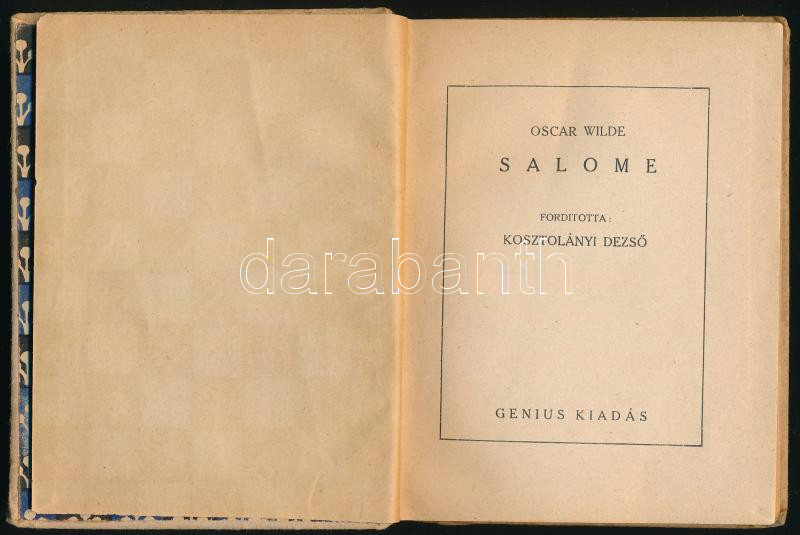 OSCAR WILDE
SALOME
FORDITOTTA:
KOSZTOLÁNYI DEZSŐ
darabanth
GENIUS KIADÁS